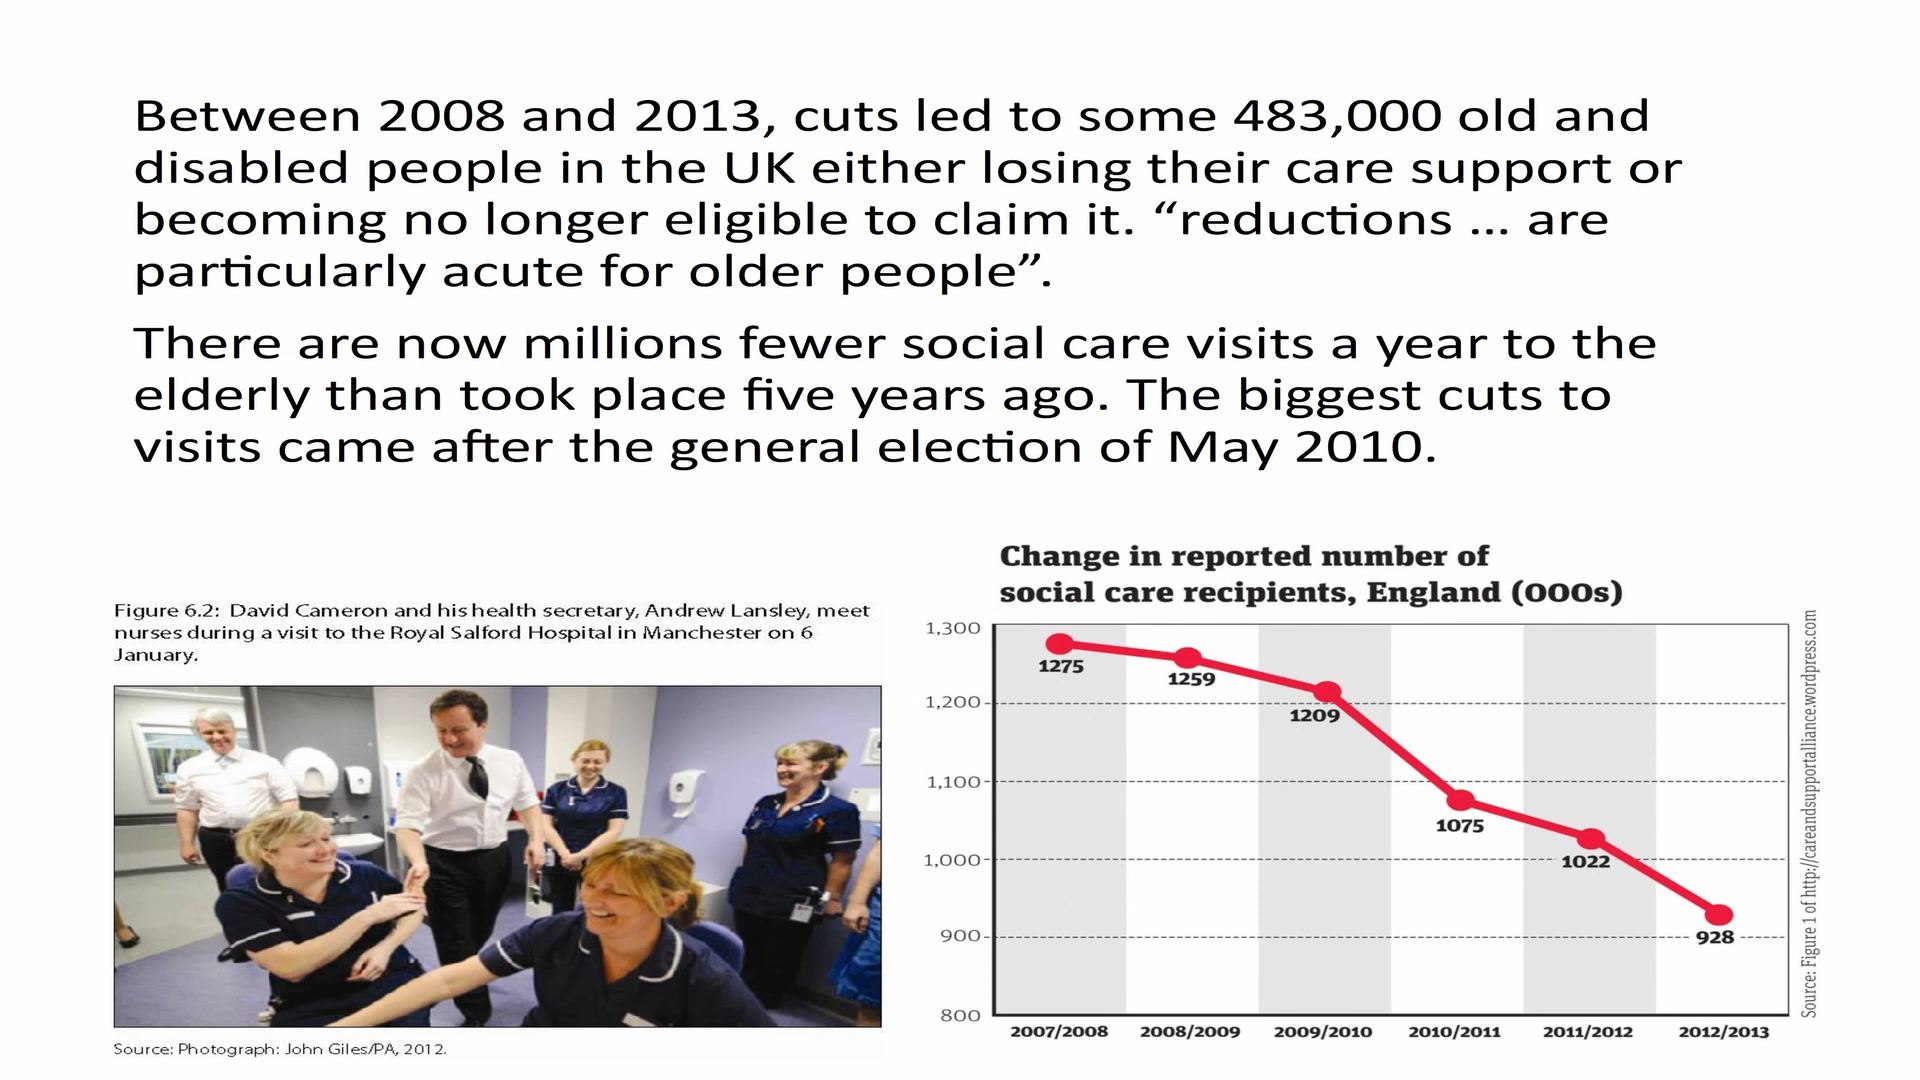 Between 2008 and 2013, cuts led to some 483,000 old and
disabled people in the UK either losing their care support or
becoming no longer eligible to claim it. “reductions ... are
particularly acute for older people”.
There are now millions fewer social care visits a year to the
elderly than took place five years ago. The biggest cuts to
visits came after the general election of May 2010.
Figure 6.2: David Cameron and his health secretary, Andrew Lansley, meet
nurses during a visit to the Royal Salford Hospital in Manchester on 6
January.
Source: Photograph: John Giles/PA, 2012.
Change in reported number of
social care recipients, England (000s)
1,300
1,200
1,100
1,000
900
800
1275
1259
1209
1075
1022
928
2007/2008
2008/2009
2009/2010
2010/2011
2011/2012
2012/2013
Source: Figure 1 of http://careandsupportalliance.wordpress.com